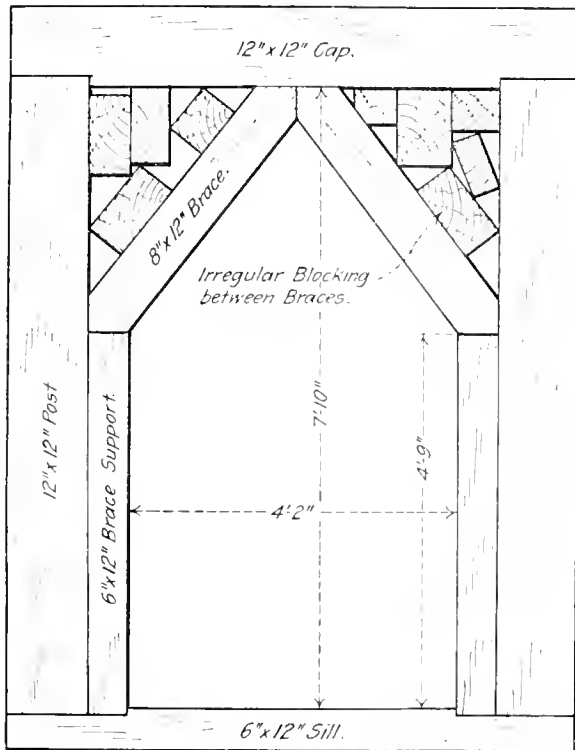 12"x12" Cap.
8"x12" Brace.
Irregular Blocking
between Braces.
12"x12" Post
6"x12" Brace Support.
7'-10"
4'-9"
4'-2"
6"x12" Sill.